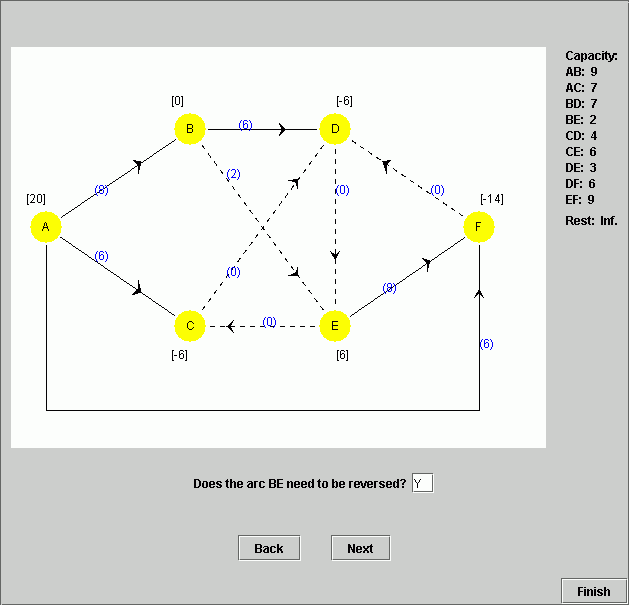 Capacity:
AB: 9
AC: 7
BD: 7
BE: 2
CD: 4
CE: 6
DE: 3
DF: 6
EF: 9
Rest: Inf.
[0]
[-6]
B
(6)
D
(2)
(8)
(0)
(0)
[20]
[-14]
A
F
(6)
(0)
(8)
C
(0)
E
(6)
[-6]
[6]
Does the arc BE need to be reversed? Y
Back
Next
Finish